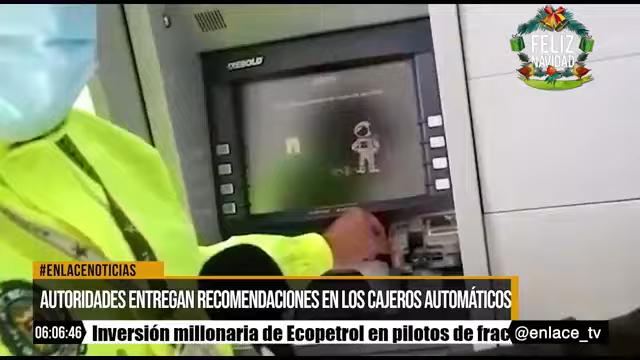 FELIZ
NAVIDAD
DIEBOLD
#ENLACENOTICIAS
AUTORIDADES ENTREGAN RECOMENDACIONES EN LOS CAJEROS AUTOMÁTICOS
06:06:46 Inversión millonaria de Ecopetrol en pilotos de frac @enlace_tv